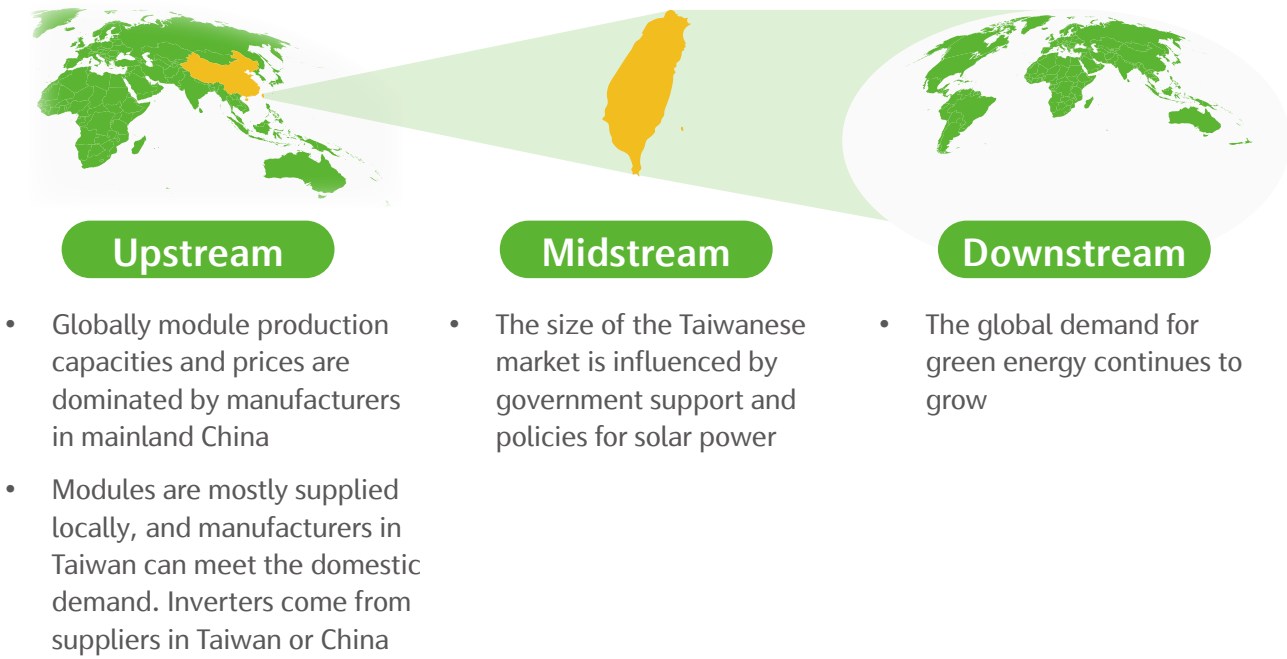 Upstream
• Globally module production
capacities and prices are
dominated by manufacturers
in mainland China
• Modules are mostly supplied
locally, and manufacturers in
Taiwan can meet the domestic
demand. Inverters come from
suppliers in Taiwan or China
Midstream
• The size of the Taiwanese
market is influenced by
government support and
policies for solar power
Downstream
• The global demand for
green energy continues to
grow